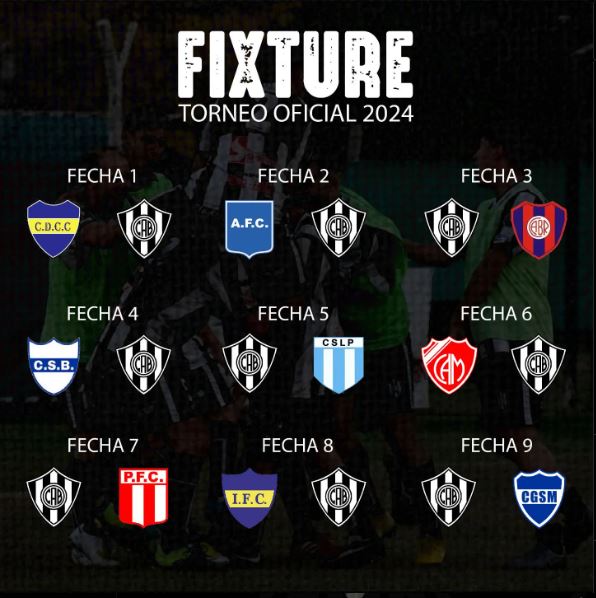 FIXTURE
TORNEO OFICIAL 2024
FECHA 1
C.D.C.C
CAB
FECHA 2
A.F.C.
CAB
FECHA 3
CAB
CABR
FECHA 4
C.S.B.
CAB
FECHA 5
CAB
CSLP
FECHA 6
CAM
CAB
FECHA 7
CAB
P.F.C.
FECHA 8
I.F.C.
CAB
FECHA 9
CAB
CGSM